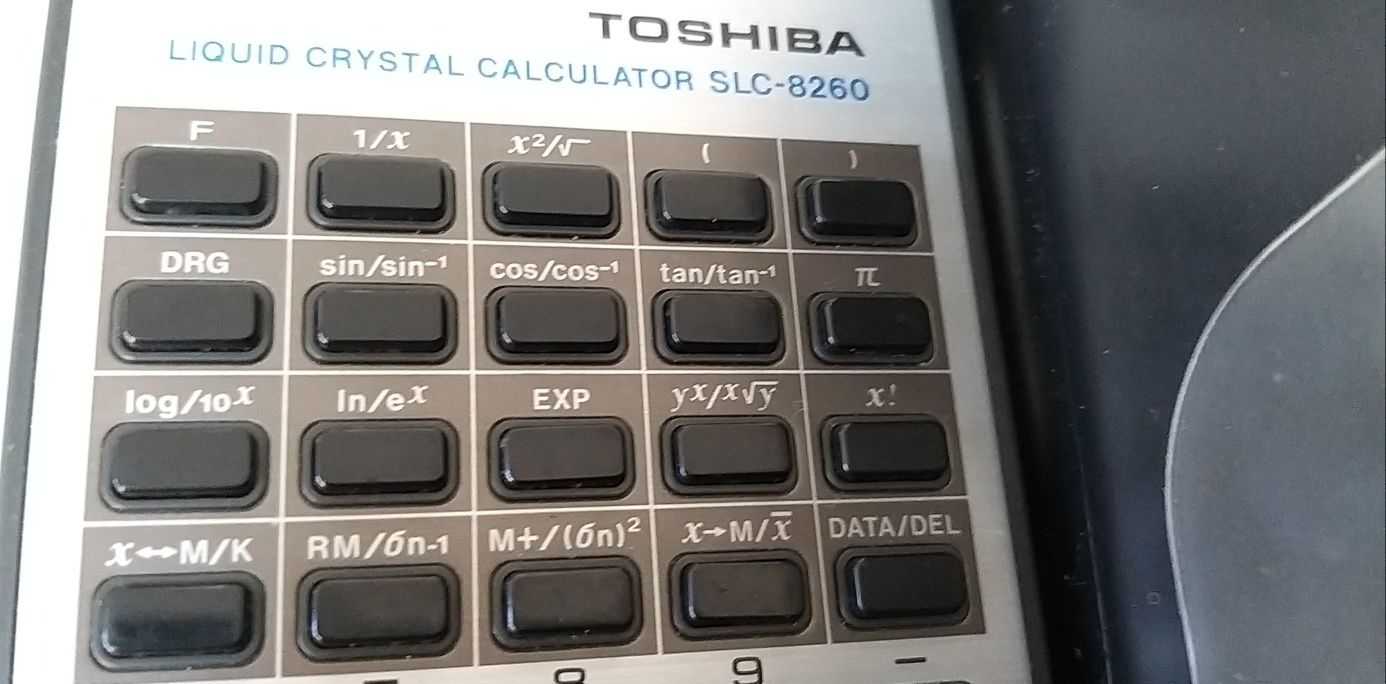 TOSHIBA
LIQUID CRYSTAL CALCULATOR SLC-8260
F 1/x x²/√ ( )
DRG sin/sin⁻¹ cos/cos⁻¹ tan/tan⁻¹ π
log/10ˣ ln/eˣ EXP yˣ/ˣ√y x!
x↔M/K RM/σn-1 M+/(σn)² x→M/x̄ DATA/DEL
9 −